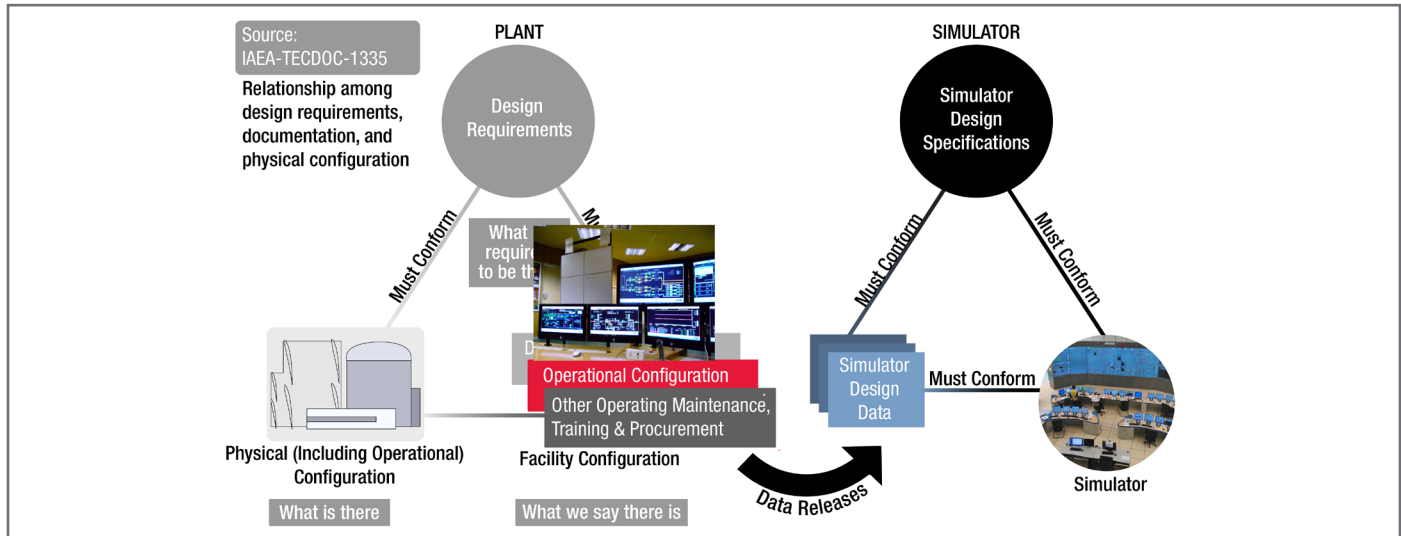 Source:
IAEA-TECDOC-1335
Relationship among
design requirements,
documentation, and
physical configuration
PLANT
Design
Requirements
Must Conform
What
to be
Operational Configuration
Other Operating Maintenance,
Training & Procurement
Physical (Including Operational)
Configuration
What is there
Facility Configuration
What we say there is
Data Releases
SIMULATOR
Simulator
Design
Specifications
Must Conform
Must Conform
Simulator
Design
Data
Must Conform
Simulator